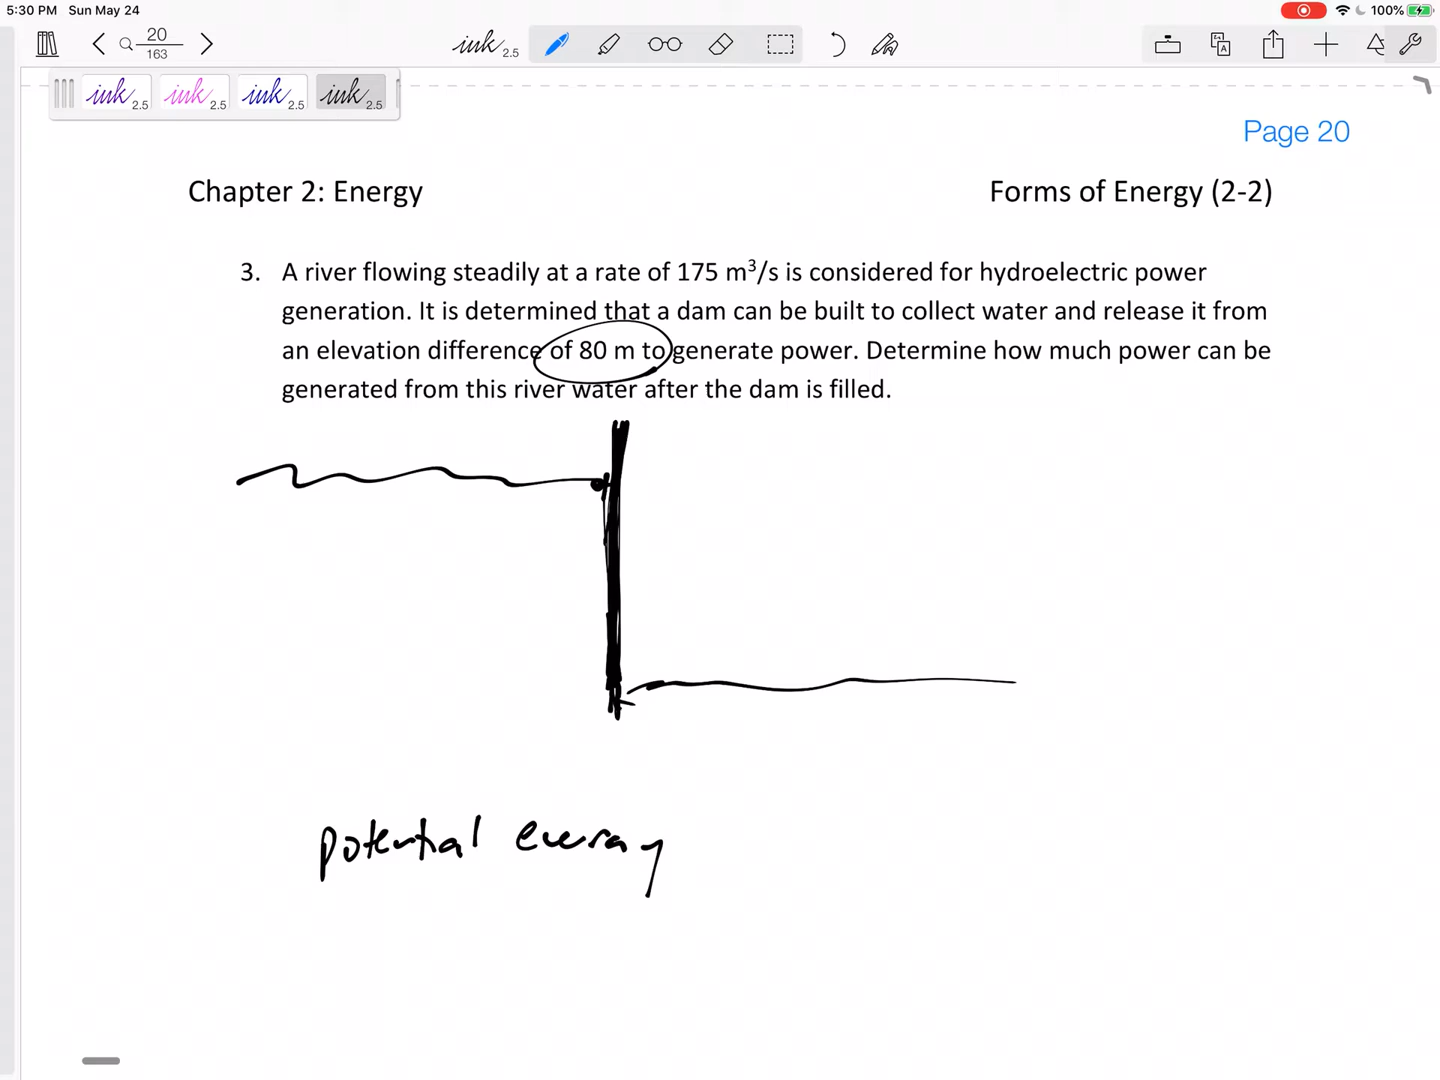 5:30 PM Sun May 24
100%
20
163
ink 2.5
ink 2.5
ink 2.5
ink 2.5
ink 2.5
Page 20
Chapter 2: Energy
Forms of Energy (2-2)
3. A river flowing steadily at a rate of 175 m³/s is considered for hydroelectric power
generation. It is determined that a dam can be built to collect water and release it from
an elevation difference of 80 m to generate power. Determine how much power can be
generated from this river water after the dam is filled.
potential energy